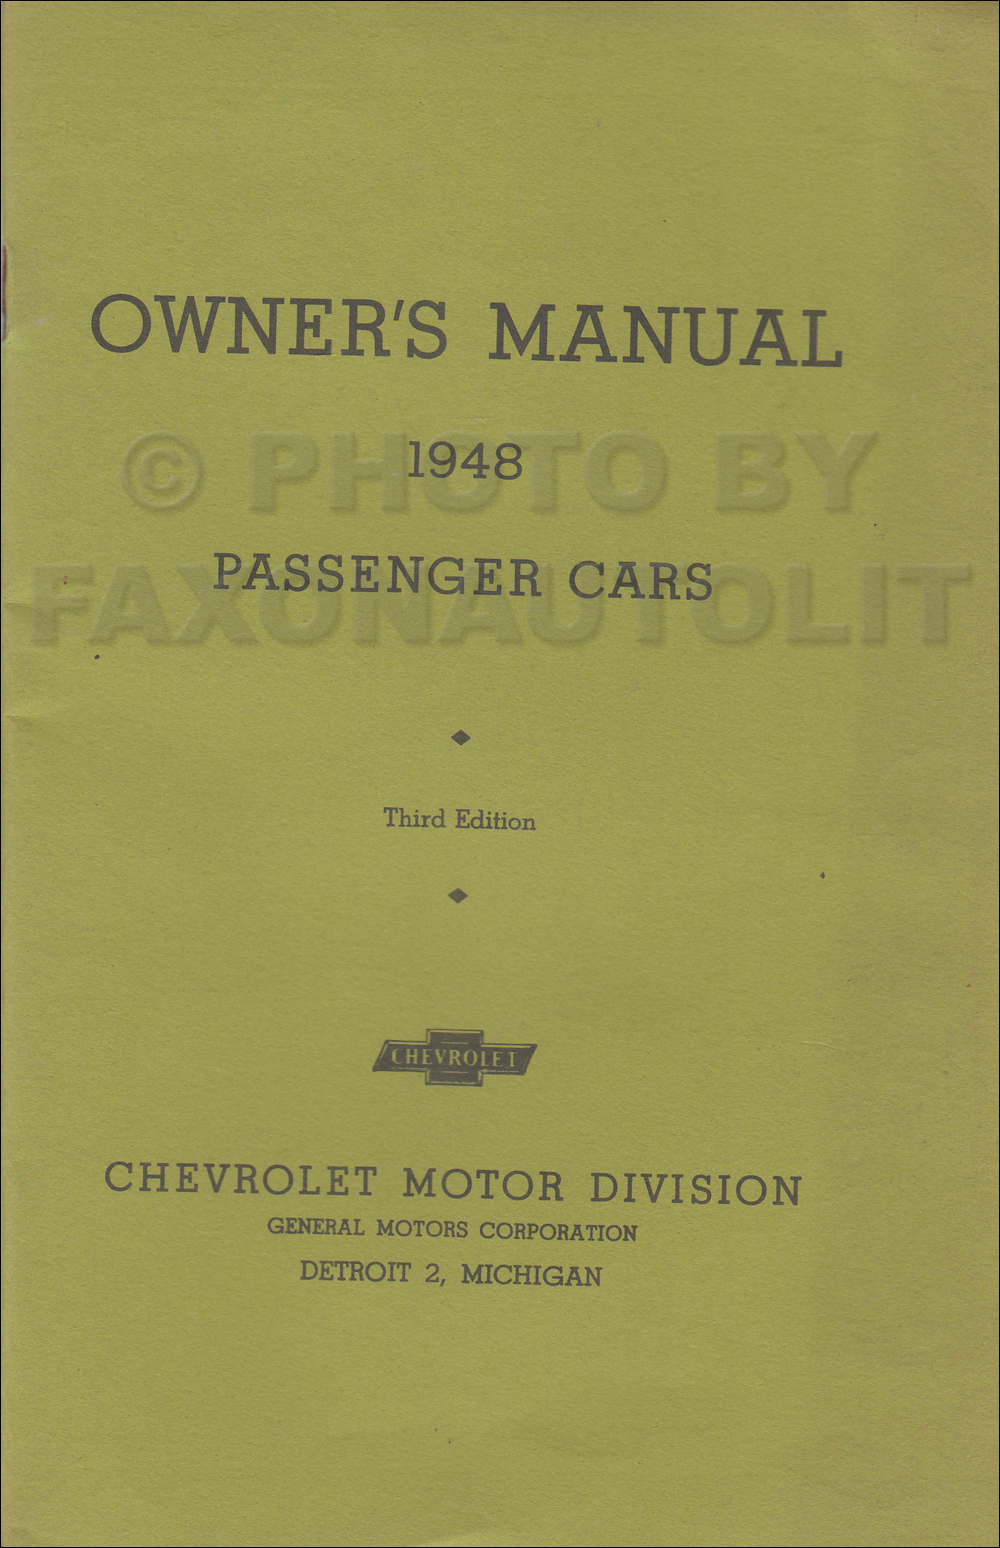 OWNER'S MANUAL
1948
© PHOTO BY
PASSENGER CARS
FAXONAUTOLIT
Third Edition
CHEVROLET
CHEVROLET MOTOR DIVISION
GENERAL MOTORS CORPORATION
DETROIT 2, MICHIGAN